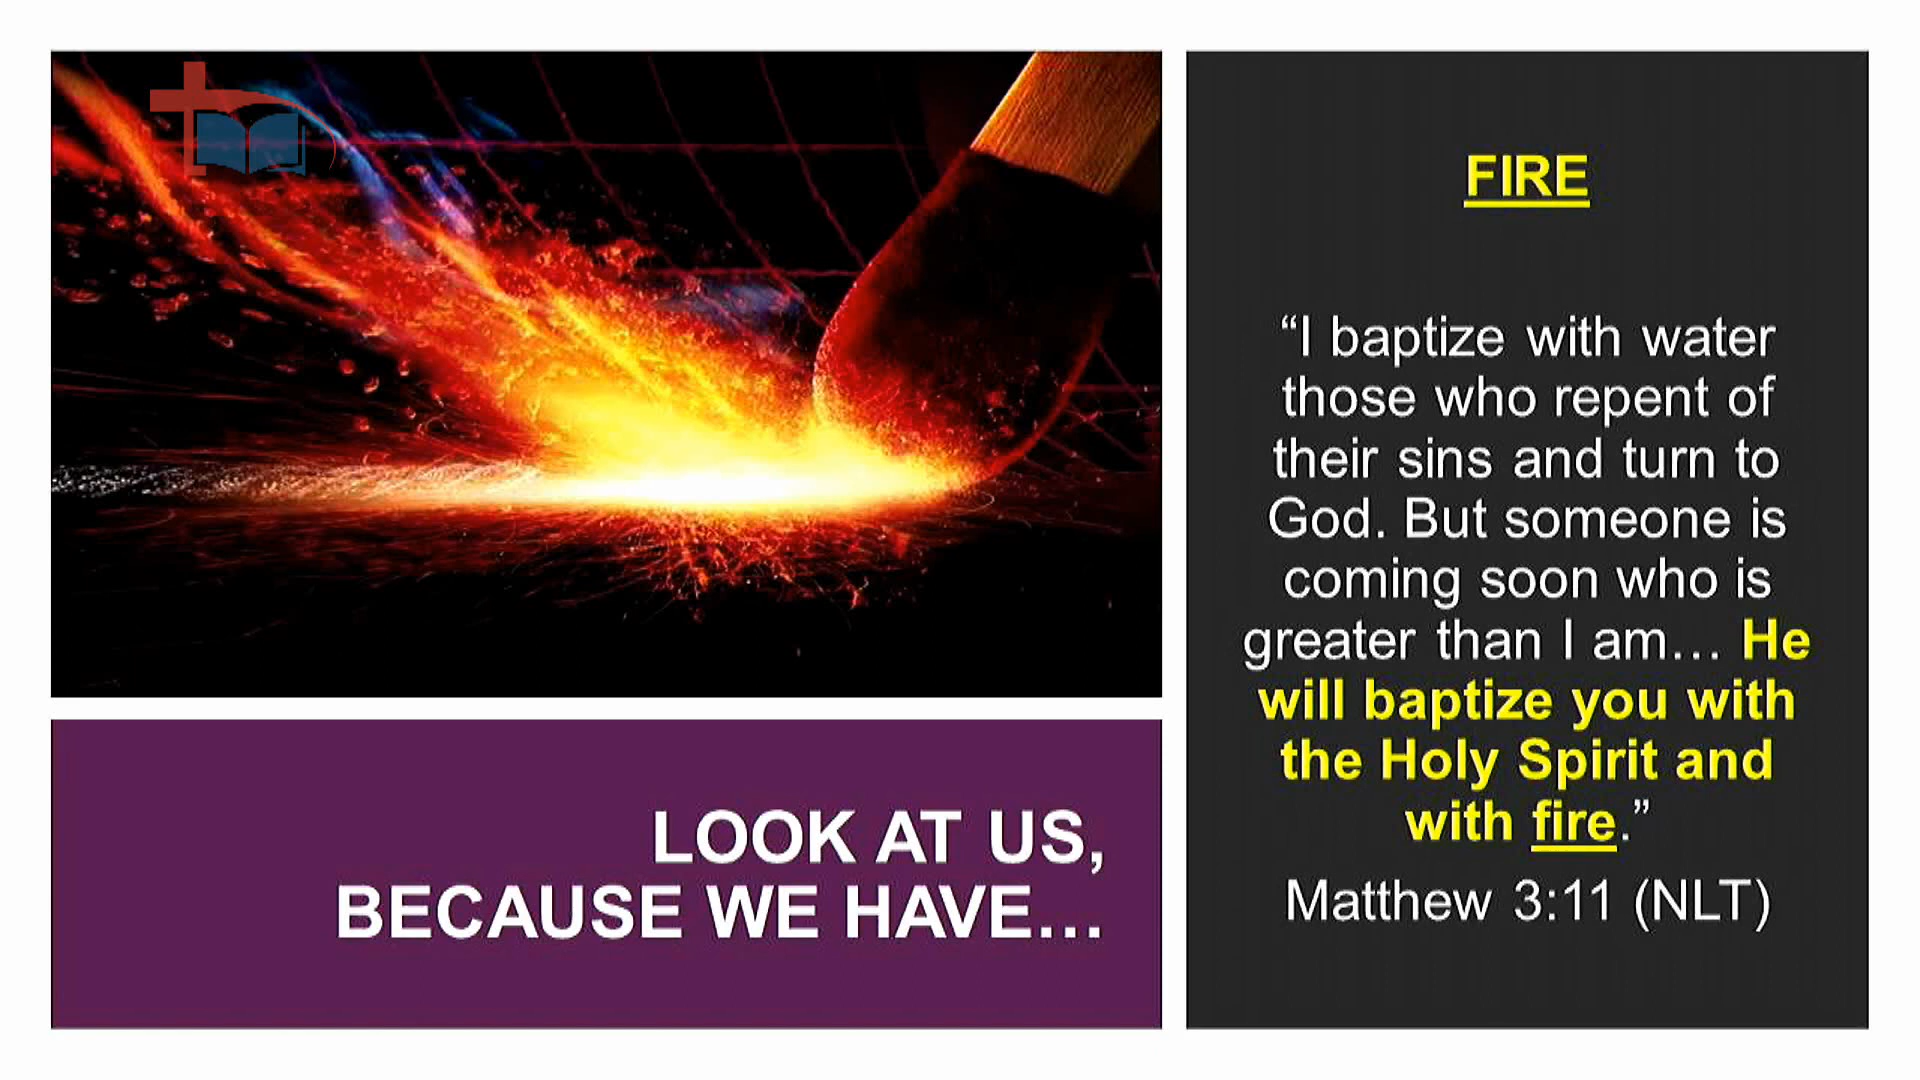 LOOK AT US,
BECAUSE WE HAVE…
FIRE
“I baptize with water
those who repent of
their sins and turn to
God. But someone is
coming soon who is
greater than I am… He
will baptize you with
the Holy Spirit and
with fire.”
Matthew 3:11 (NLT)